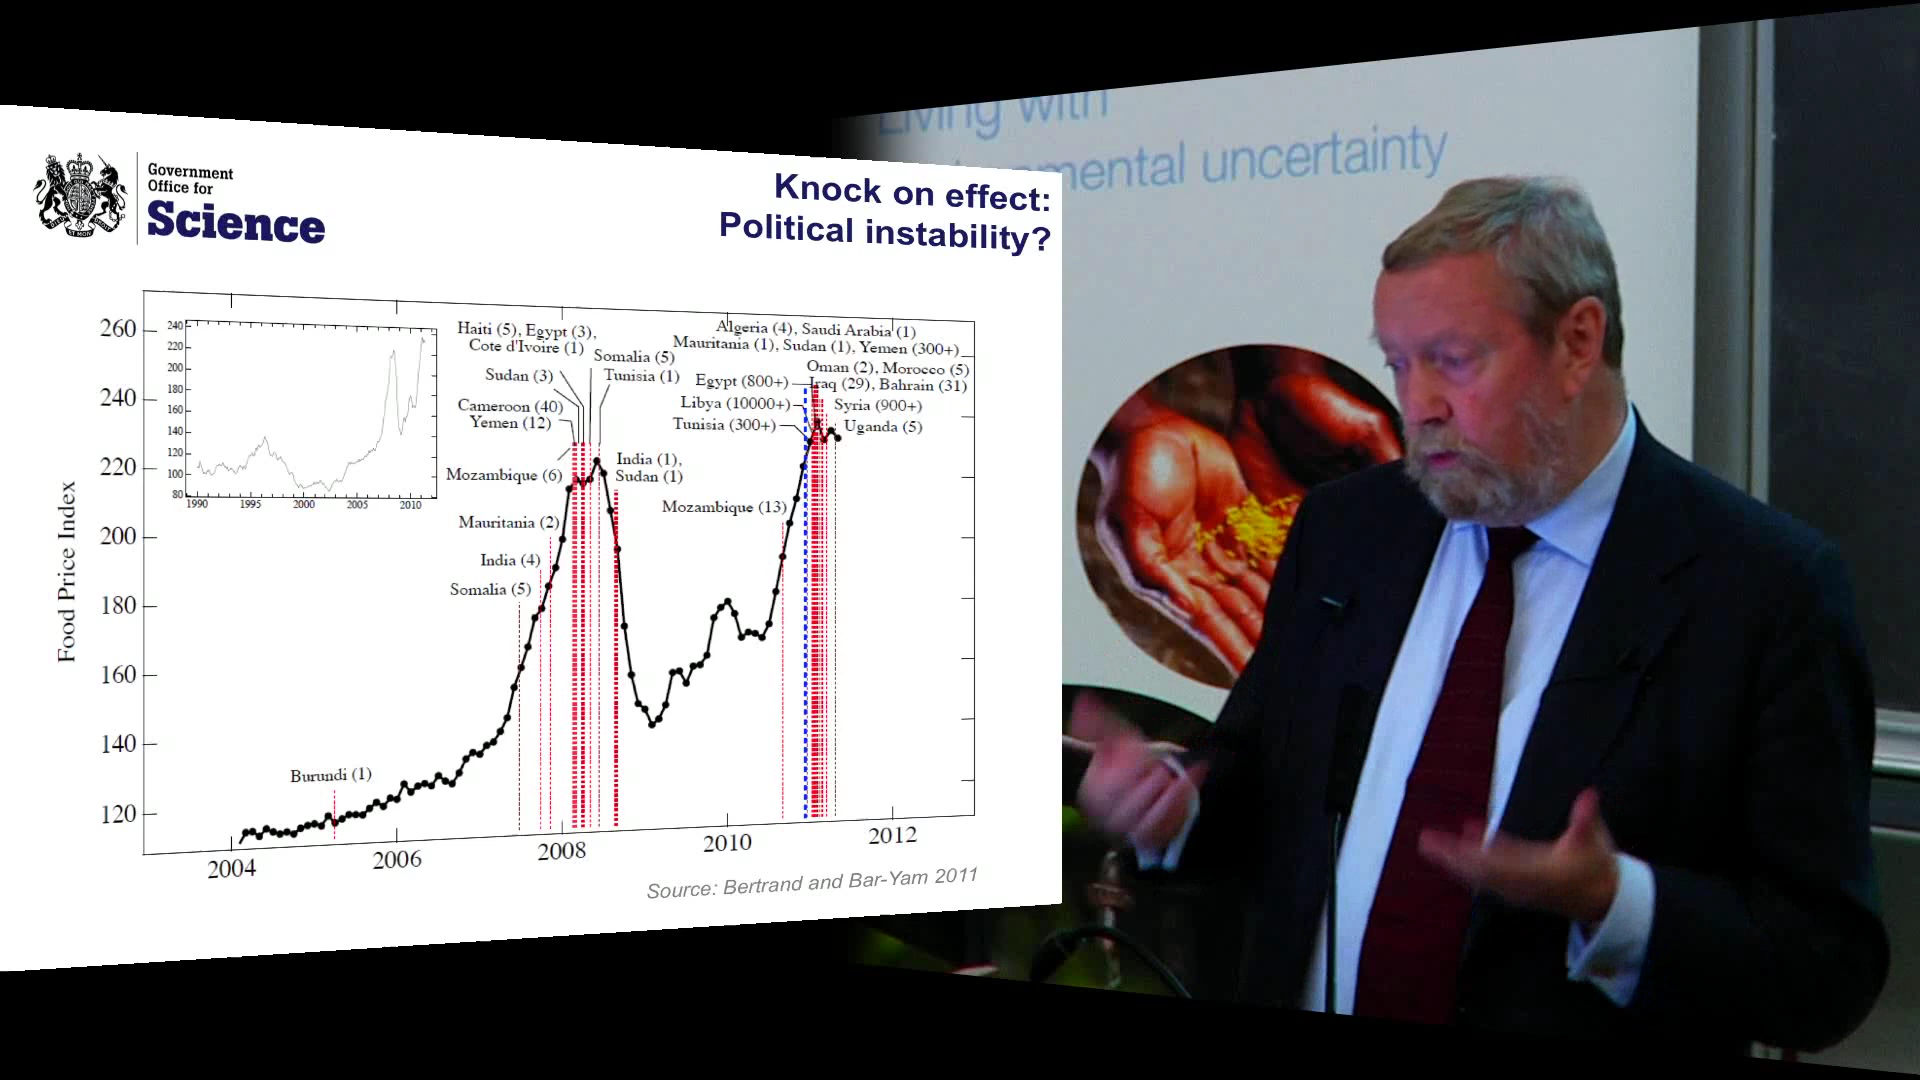 Living with
mental uncertainty
Government
Office for
Science
Knock on effect:
Political instability?
Food Price Index
260
240
220
200
180
160
140
120
2004
2006
2008
2010
2012
240
220
200
180
160
140
120
100
80
1990
1995
2000
2005
2010
Haiti (5), Egypt (3),
Cote d'Ivoire (1)
Somalia (5)
Sudan (3)
Tunisia (1)
Cameroon (40)
Yemen (12)
Mozambique (6)
India (1),
Sudan (1)
Mauritania (2)
India (4)
Somalia (5)
Burundi (1)
Algeria (4), Saudi Arabia (1)
Mauritania (1), Sudan (1), Yemen (300+)
Oman (2), Morocco (5)
Egypt (800+)
Iraq (29), Bahrain (31)
Libya (10000+)
Syria (900+)
Tunisia (300+)
Uganda (5)
Mozambique (13)
Source: Bertrand and Bar-Yam 2011